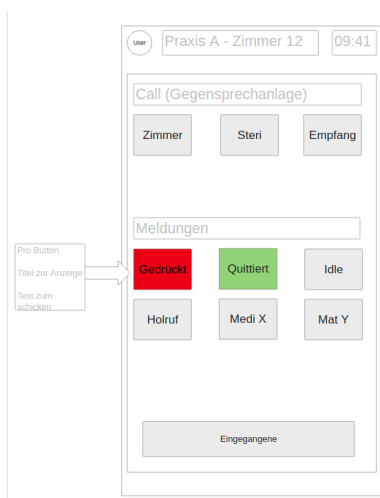 User
Praxis A - Zimmer 12
09:41
Call (Gegensprechanlage)
Zimmer
Steri
Empfang
Meldungen
Pro Button
Titel zur Anzeige
Text zum
schicken
Gedrückt
Quittiert
Idle
Holruf
Medi X
Mat Y
Eingegangene